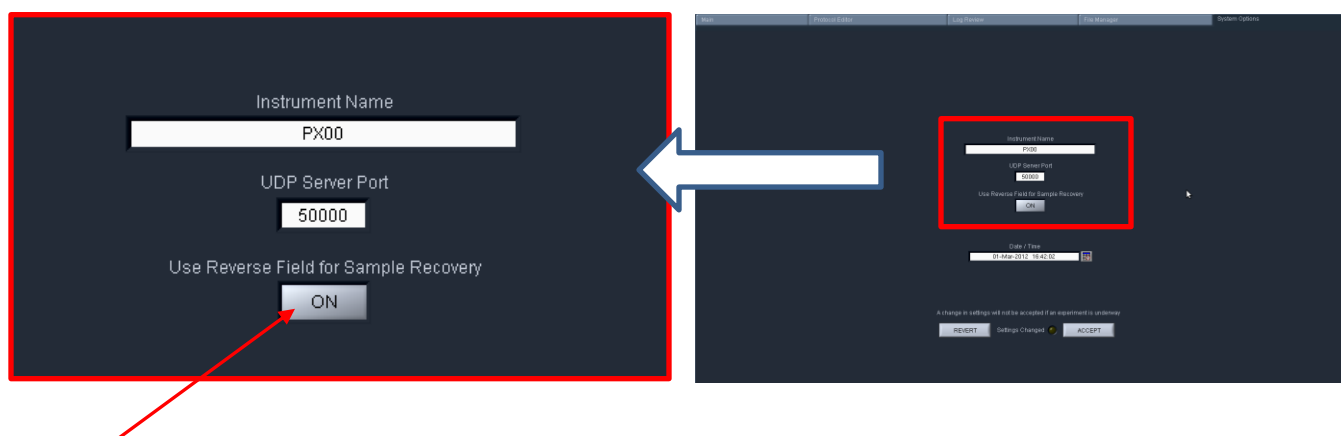 Instrument Name
PX00
UDP Server Port
50000
Use Reverse Field for Sample Recovery
ON
Main
Protocol Editor
Log Review
File Manager
System Options
Instrument Name
PX00
UDP Server Port
50000
Use Reverse Field for Sample Recovery
ON
Date / Time
01-Mar-2012 16:42:02
A change in settings will not be accepted if an experiment is underway
REVERT
Settings Changed
ACCEPT